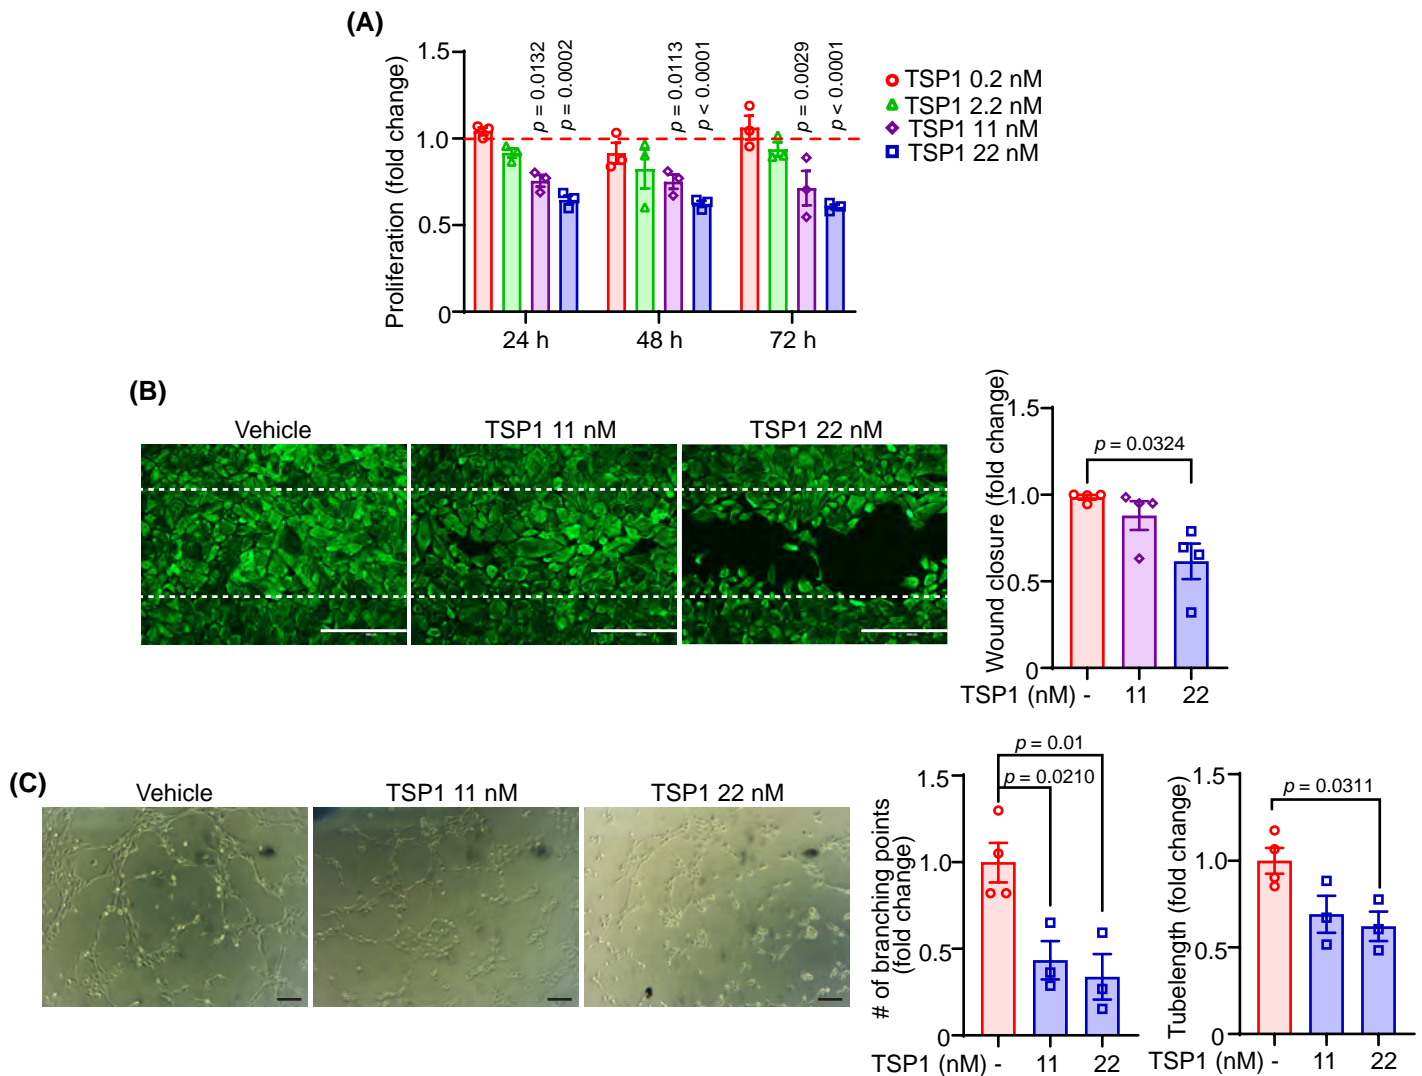 (A)
Proliferation (fold change)
1.5
1.0
0.5
0
p = 0.0132
p = 0.0002
p = 0.0113
p < 0.0001
p = 0.0029
p < 0.0001
24 h
48 h
72 h
TSP1 0.2 nM
TSP1 2.2 nM
TSP1 11 nM
TSP1 22 nM
(B)
Vehicle
TSP1 11 nM
TSP1 22 nM
Wound closure (fold change)
1.5
1.0
0.5
0
p = 0.0324
TSP1 (nM) - 11 22
(C)
Vehicle
TSP1 11 nM
TSP1 22 nM
# of branching points
(fold change)
1.5
1.0
0.5
0
p = 0.01
p = 0.0210
TSP1 (nM) - 11 22
Tubelength (fold change)
1.5
1.0
0.5
0
p = 0.0311
TSP1 (nM) - 11 22